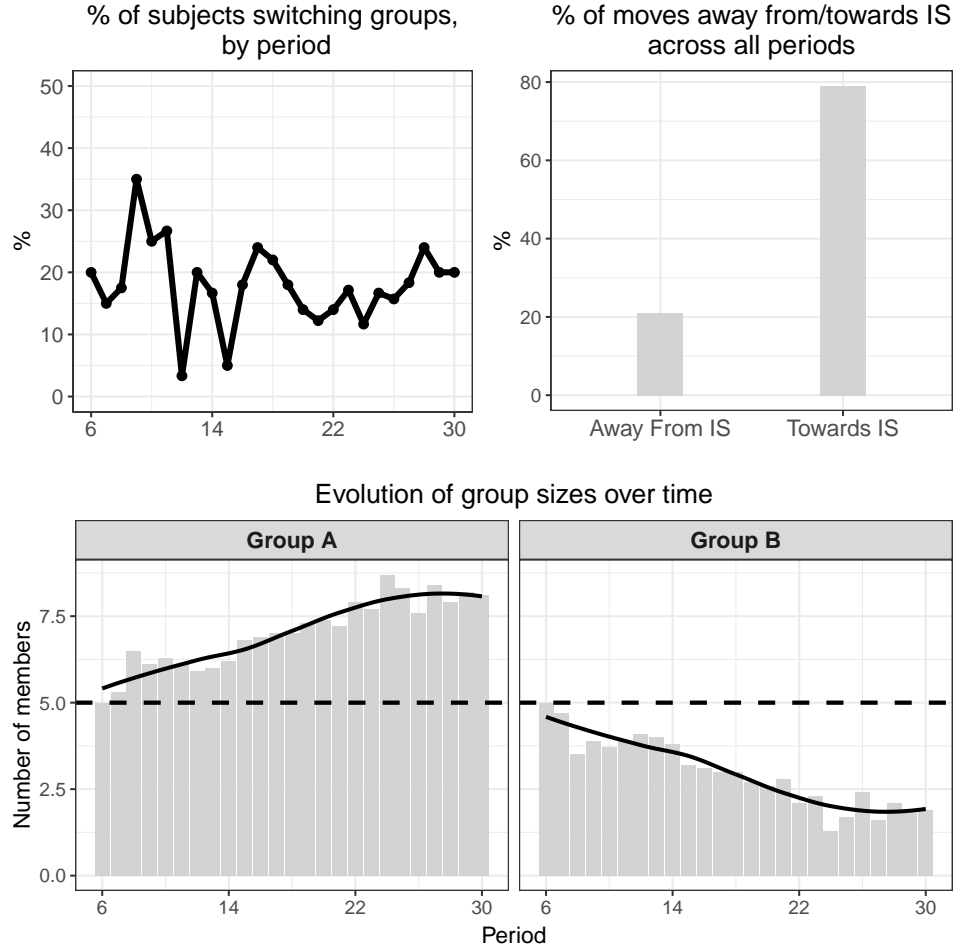 % of subjects switching groups,
by period
50
40
30
20
10
0
%
6 14 22 30
% of moves away from/towards IS
across all periods
80
60
40
20
0
%
Away From IS Towards IS
Evolution of group sizes over time
Group A Group B
7.5
5.0
2.5
0.0
Number of members
6 14 22 30 6 14 22 30
Period